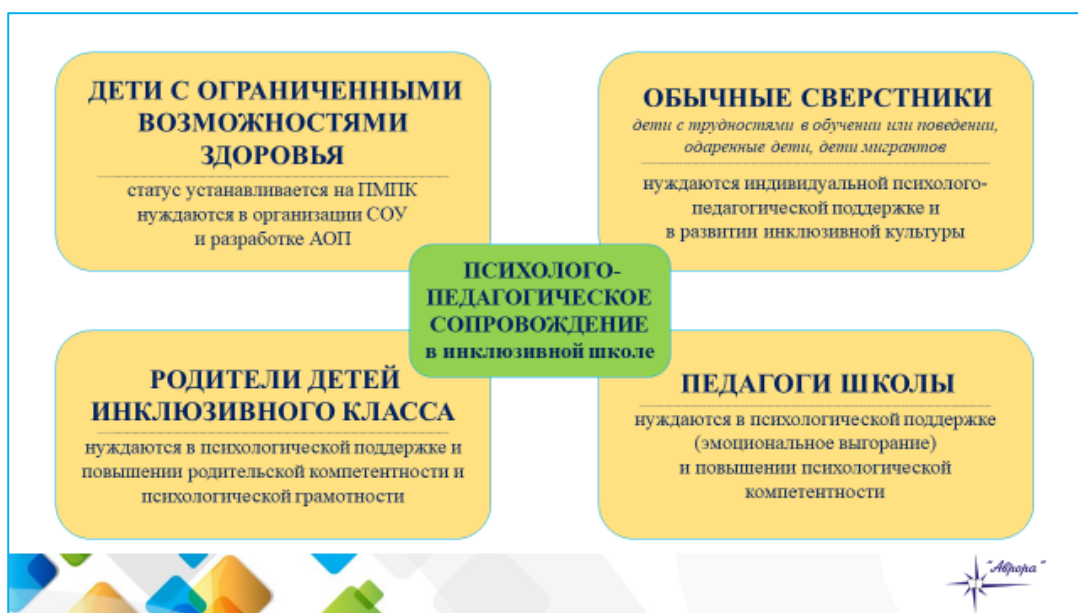 ДЕТИ С ОГРАНИЧЕННЫМИ
ВОЗМОЖНОСТЯМИ
ЗДОРОВЬЯ
статус устанавливается на ПМПК
нуждаются в организации СОУ
и разработке АОП
ОБЫЧНЫЕ СВЕРСТНИКИ
дети с трудностями в обучении или поведении,
одаренные дети, дети мигрантов
нуждаются индивидуальной психолого-
педагогической поддержке и
в развитии инклюзивной культуры
ПСИХОЛОГО-
ПЕДАГОГИЧЕСКОЕ
СОПРОВОЖДЕНИЕ
в инклюзивной школе
РОДИТЕЛИ ДЕТЕЙ
ИНКЛЮЗИВНОГО КЛАССА
нуждаются в психологической поддержке и
повышении родительской компетентности и
психологической грамотности
ПЕДАГОГИ ШКОЛЫ
нуждаются в психологической поддержке
(эмоциональное выгорание)
и повышении психологической
компетентности
"Аврора"